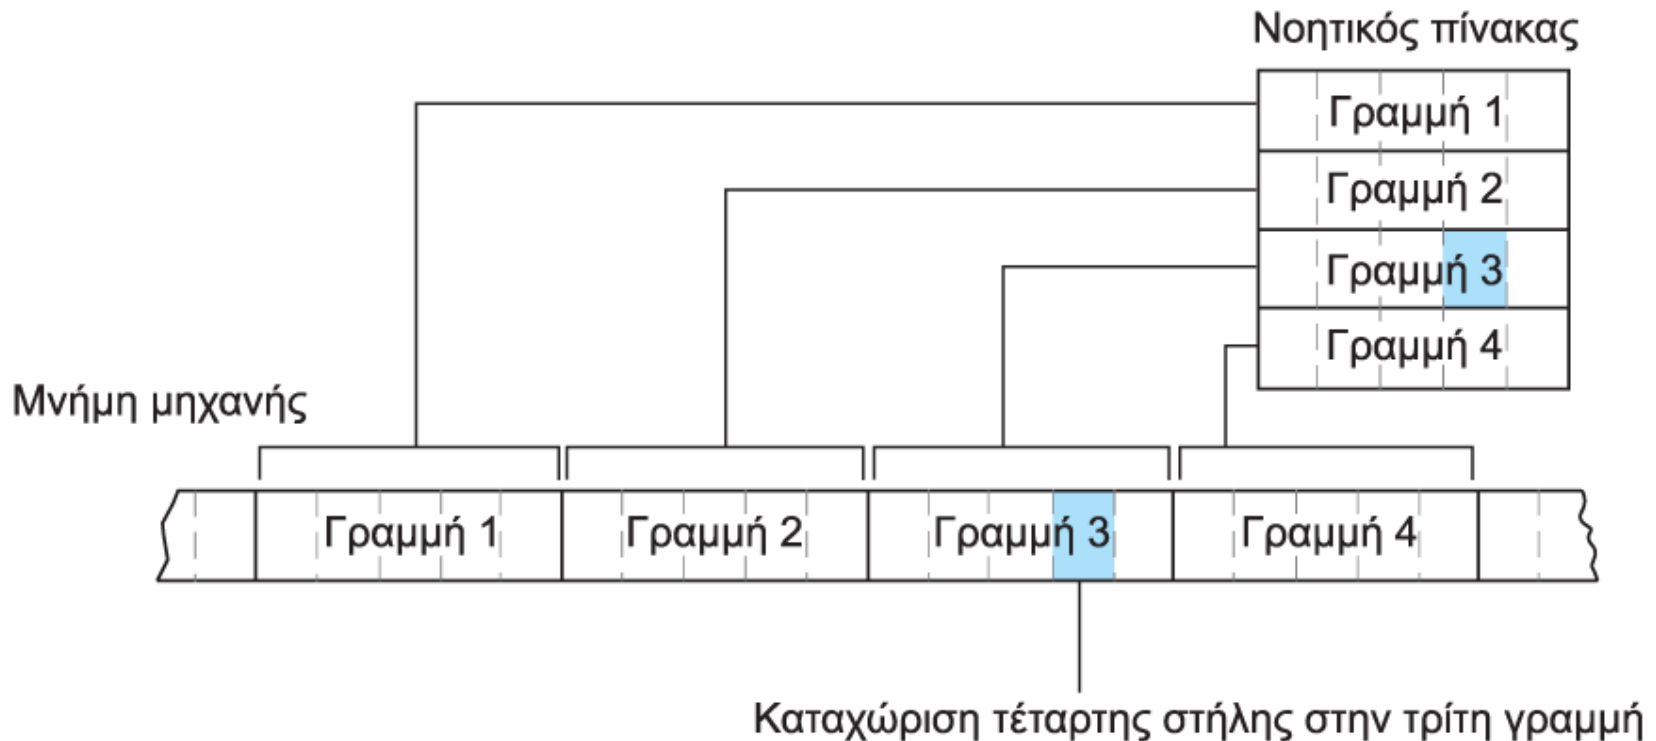 Νοητικός πίνακας
Γραμμή 1
Γραμμή 2
Γραμμή 3
Γραμμή 4
Μνήμη μηχανής
Γραμμή 1 Γραμμή 2 Γραμμή 3 Γραμμή 4
Καταχώριση τέταρτης στήλης στην τρίτη γραμμή